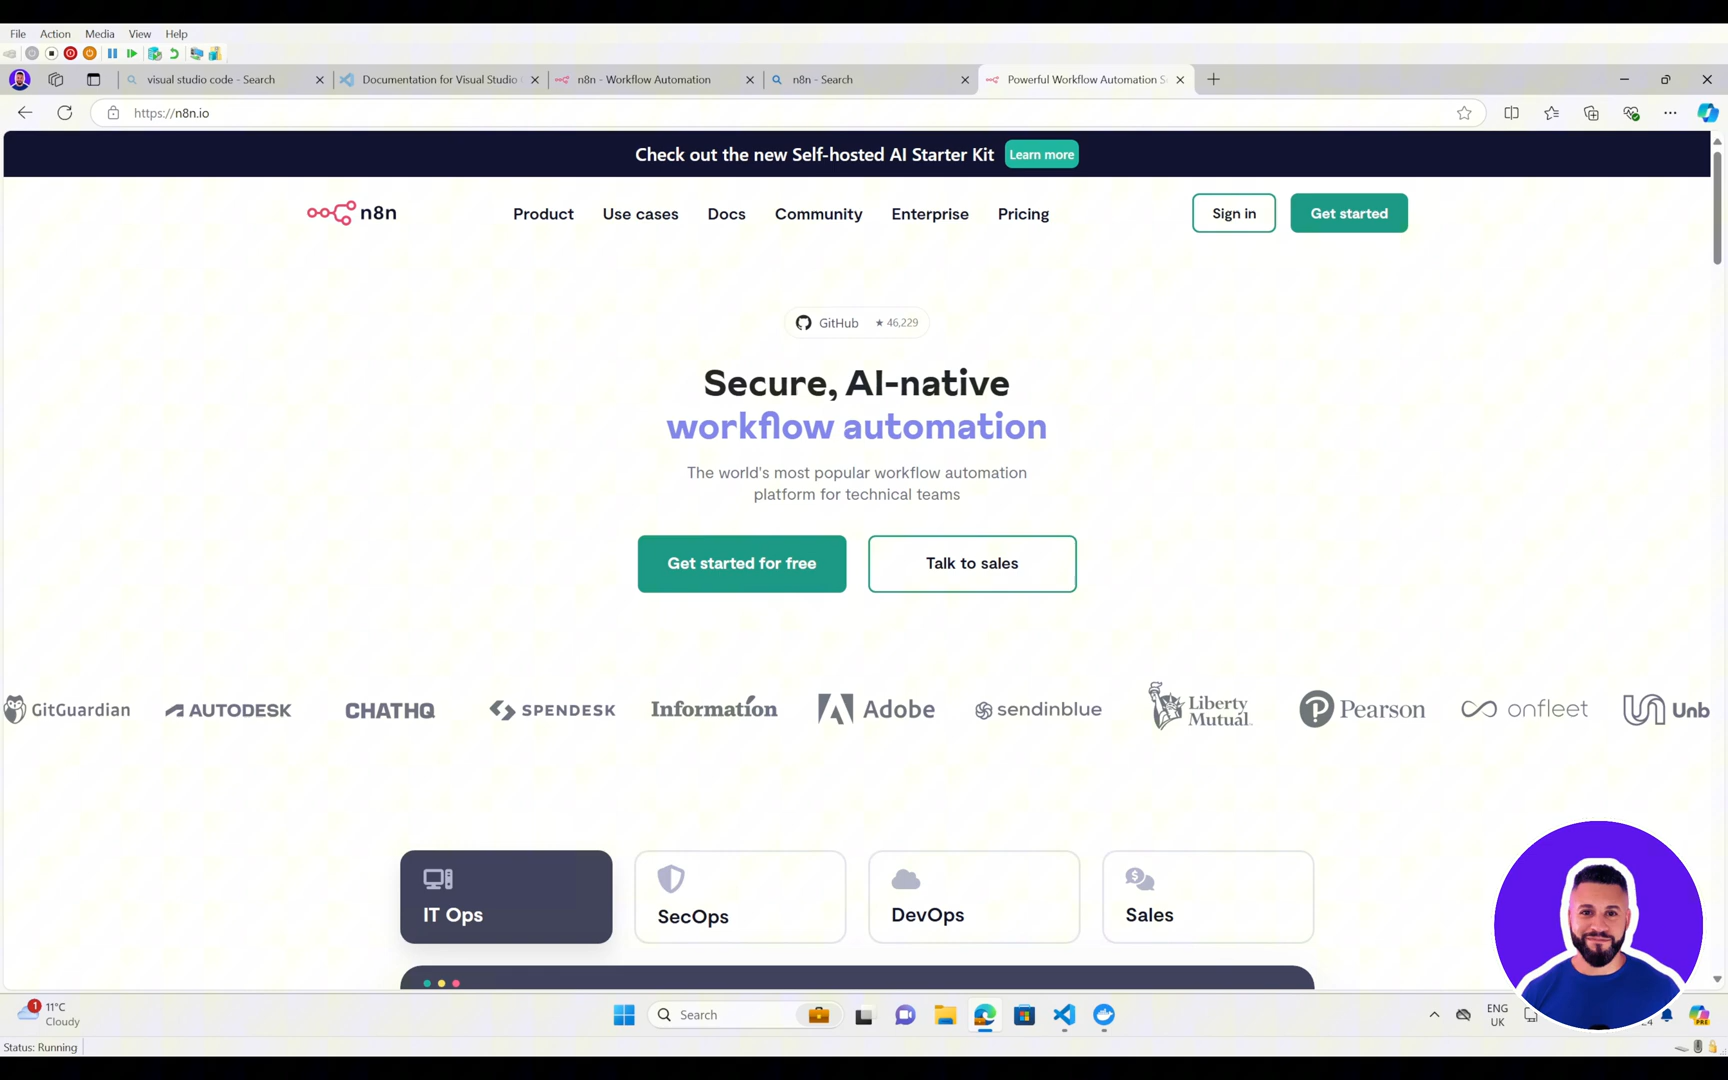 File Action Media View Help
visual studio code - Search
Documentation for Visual Studio
n8n - Workflow Automation
n8n - Search
Powerful Workflow Automation S
https://n8n.io
Check out the new Self-hosted AI Starter Kit Learn more
n8n
Product Use cases Docs Community Enterprise Pricing
Sign in Get started
GitHub ★ 46,229
Secure, AI-native
workflow automation
The world's most popular workflow automation
platform for technical teams
Get started for free Talk to sales
GitGuardian AUTODESK CHATHQ SPENDESK Información Adobe sendinblue Liberty Mutual. Pearson onfleet Unb
IT Ops SecOps DevOps Sales
1
11°C
Cloudy
Search
ENG
UK
PRE
Status: Running